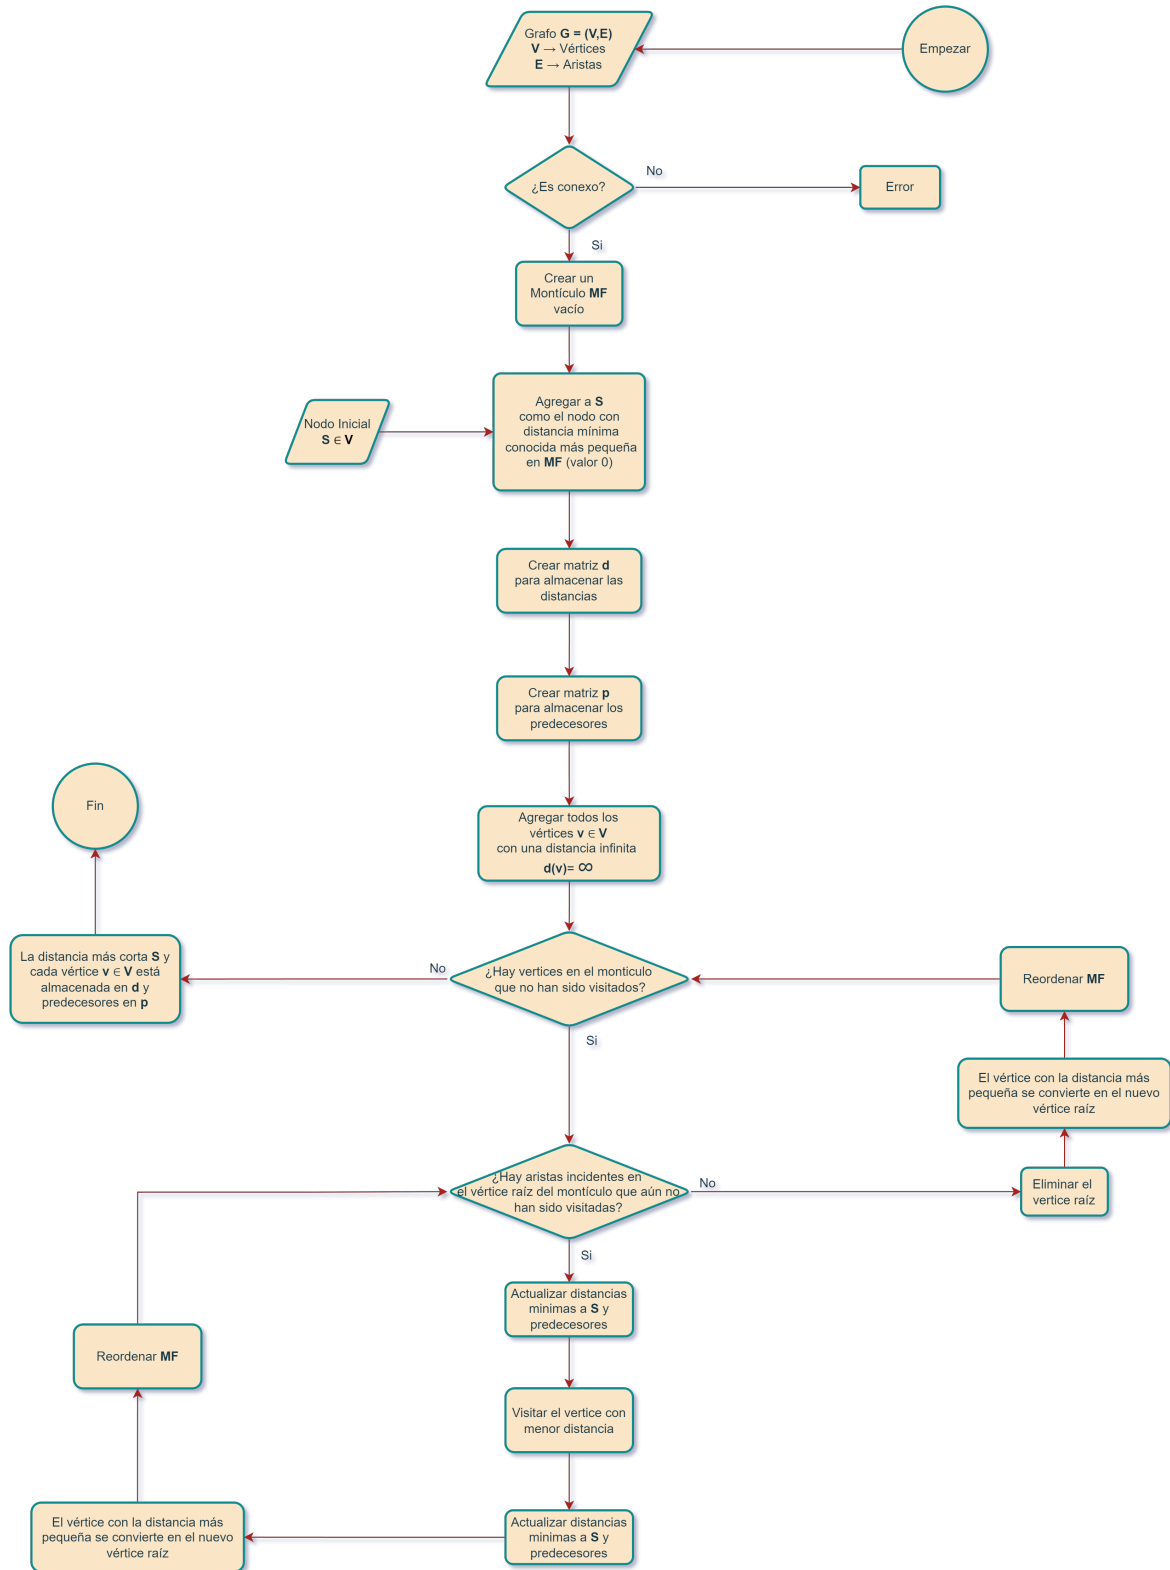 Grafo G = (V,E)
V → Vértices
E → Aristas
Empezar
¿Es conexo?
No
Error
Si
Crear un
Montículo MF
vacío
Nodo Inicial
S ∈ V
Agregar a S
como el nodo con
distancia mínima
conocida más pequeña
en MF (valor 0)
Crear matriz d
para almacenar las
distancias
Crear matriz p
para almacenar los
predecesores
Fin
Agregar todos los
vértices v ∈ V
con una distancia infinita
d(v)= ∞
La distancia más corta S y
cada vértice v ∈ V está
almacenada en d y
predecesores en p
No
¿Hay vertices en el monticulo
que no han sido visitados?
Reordenar MF
Si
El vértice con la distancia más
pequeña se convierte en el nuevo
vértice raíz
¿Hay aristas incidentes en
el vértice raíz del montículo que aún no
han sido visitadas?
No
Eliminar el
vertice raíz
Si
Actualizar distancias
minimas a S y
predecesores
Reordenar MF
Visitar el vertice con
menor distancia
El vértice con la distancia más
pequeña se convierte en el nuevo
vértice raíz
Actualizar distancias
minimas a S y
predecesores